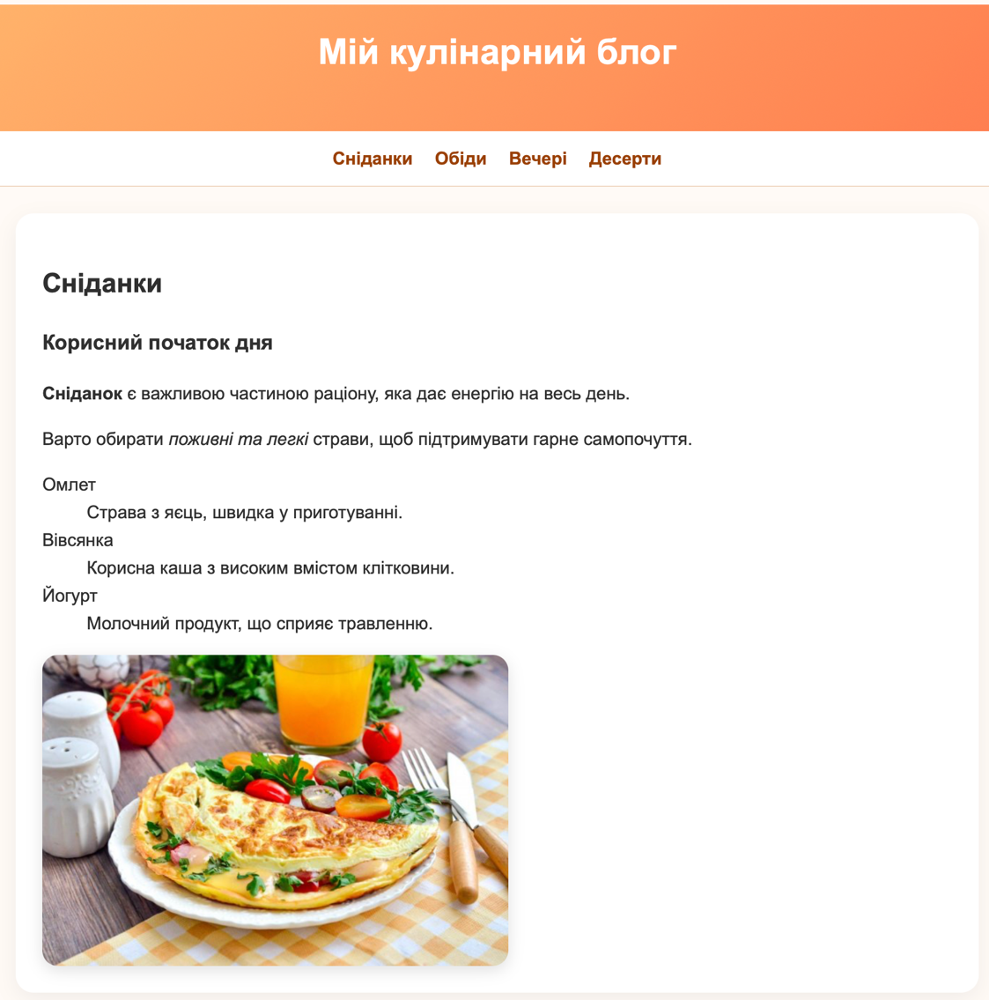 Мій кулінарний блог
Сніданки Обіди Вечері Десерти
Сніданки
Корисний початок дня
Сніданок є важливою частиною раціону, яка дає енергію на весь день.
Варто обирати поживні та легкі страви, щоб підтримувати гарне самопочуття.
Омлет
Страва з яєць, швидка у приготуванні.
Вівсянка
Корисна каша з високим вмістом клітковини.
Йогурт
Молочний продукт, що сприяє травленню.